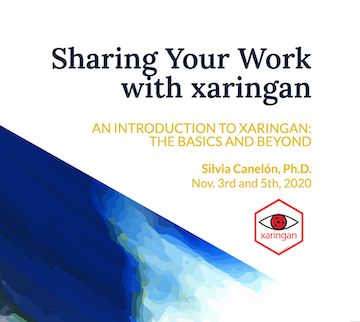 Sharing Your Work
with xaringan
AN INTRODUCTION TO XARINGAN:
THE BASICS AND BEYOND
Silvia Canelón, Ph.D.
Nov. 3rd and 5th, 2020
xaringan